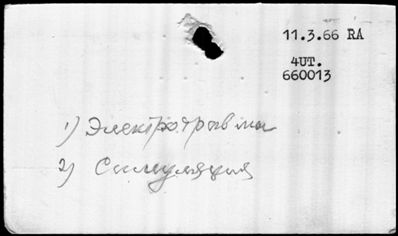 11.3.66 RA
4UT.
660013
1) Электротравма
2) Симуляция